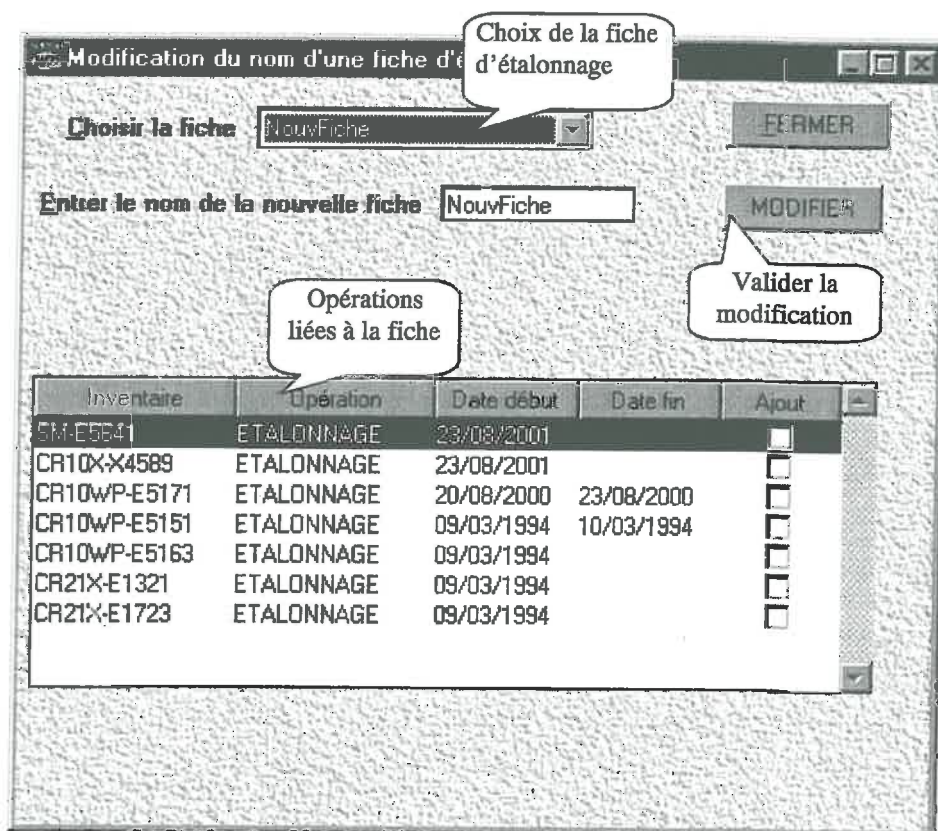 Choix de la fiche
d'étalonnage
Modification du nom d'une fiche d'é
Choisir la fiche NouvFiche FERMER
Entrer le nom de la nouvelle fiche NouvFiche MODIFIER
Valider la
modification
Opérations
liées à la fiche
Inventaire Opération Date début Date fin Ajout
SM-E5641 ETALONNAGE 23/08/2001
CR10X-X4589 ETALONNAGE 23/08/2001
CR10WP-E5171 ETALONNAGE 20/08/2000 23/08/2000
CR10WP-E5151 ETALONNAGE 09/03/1994 10/03/1994
CR10WP-E5163 ETALONNAGE 09/03/1994
CR21X-E1321 ETALONNAGE 09/03/1994
CR21X-E1723 ETALONNAGE 09/03/1994